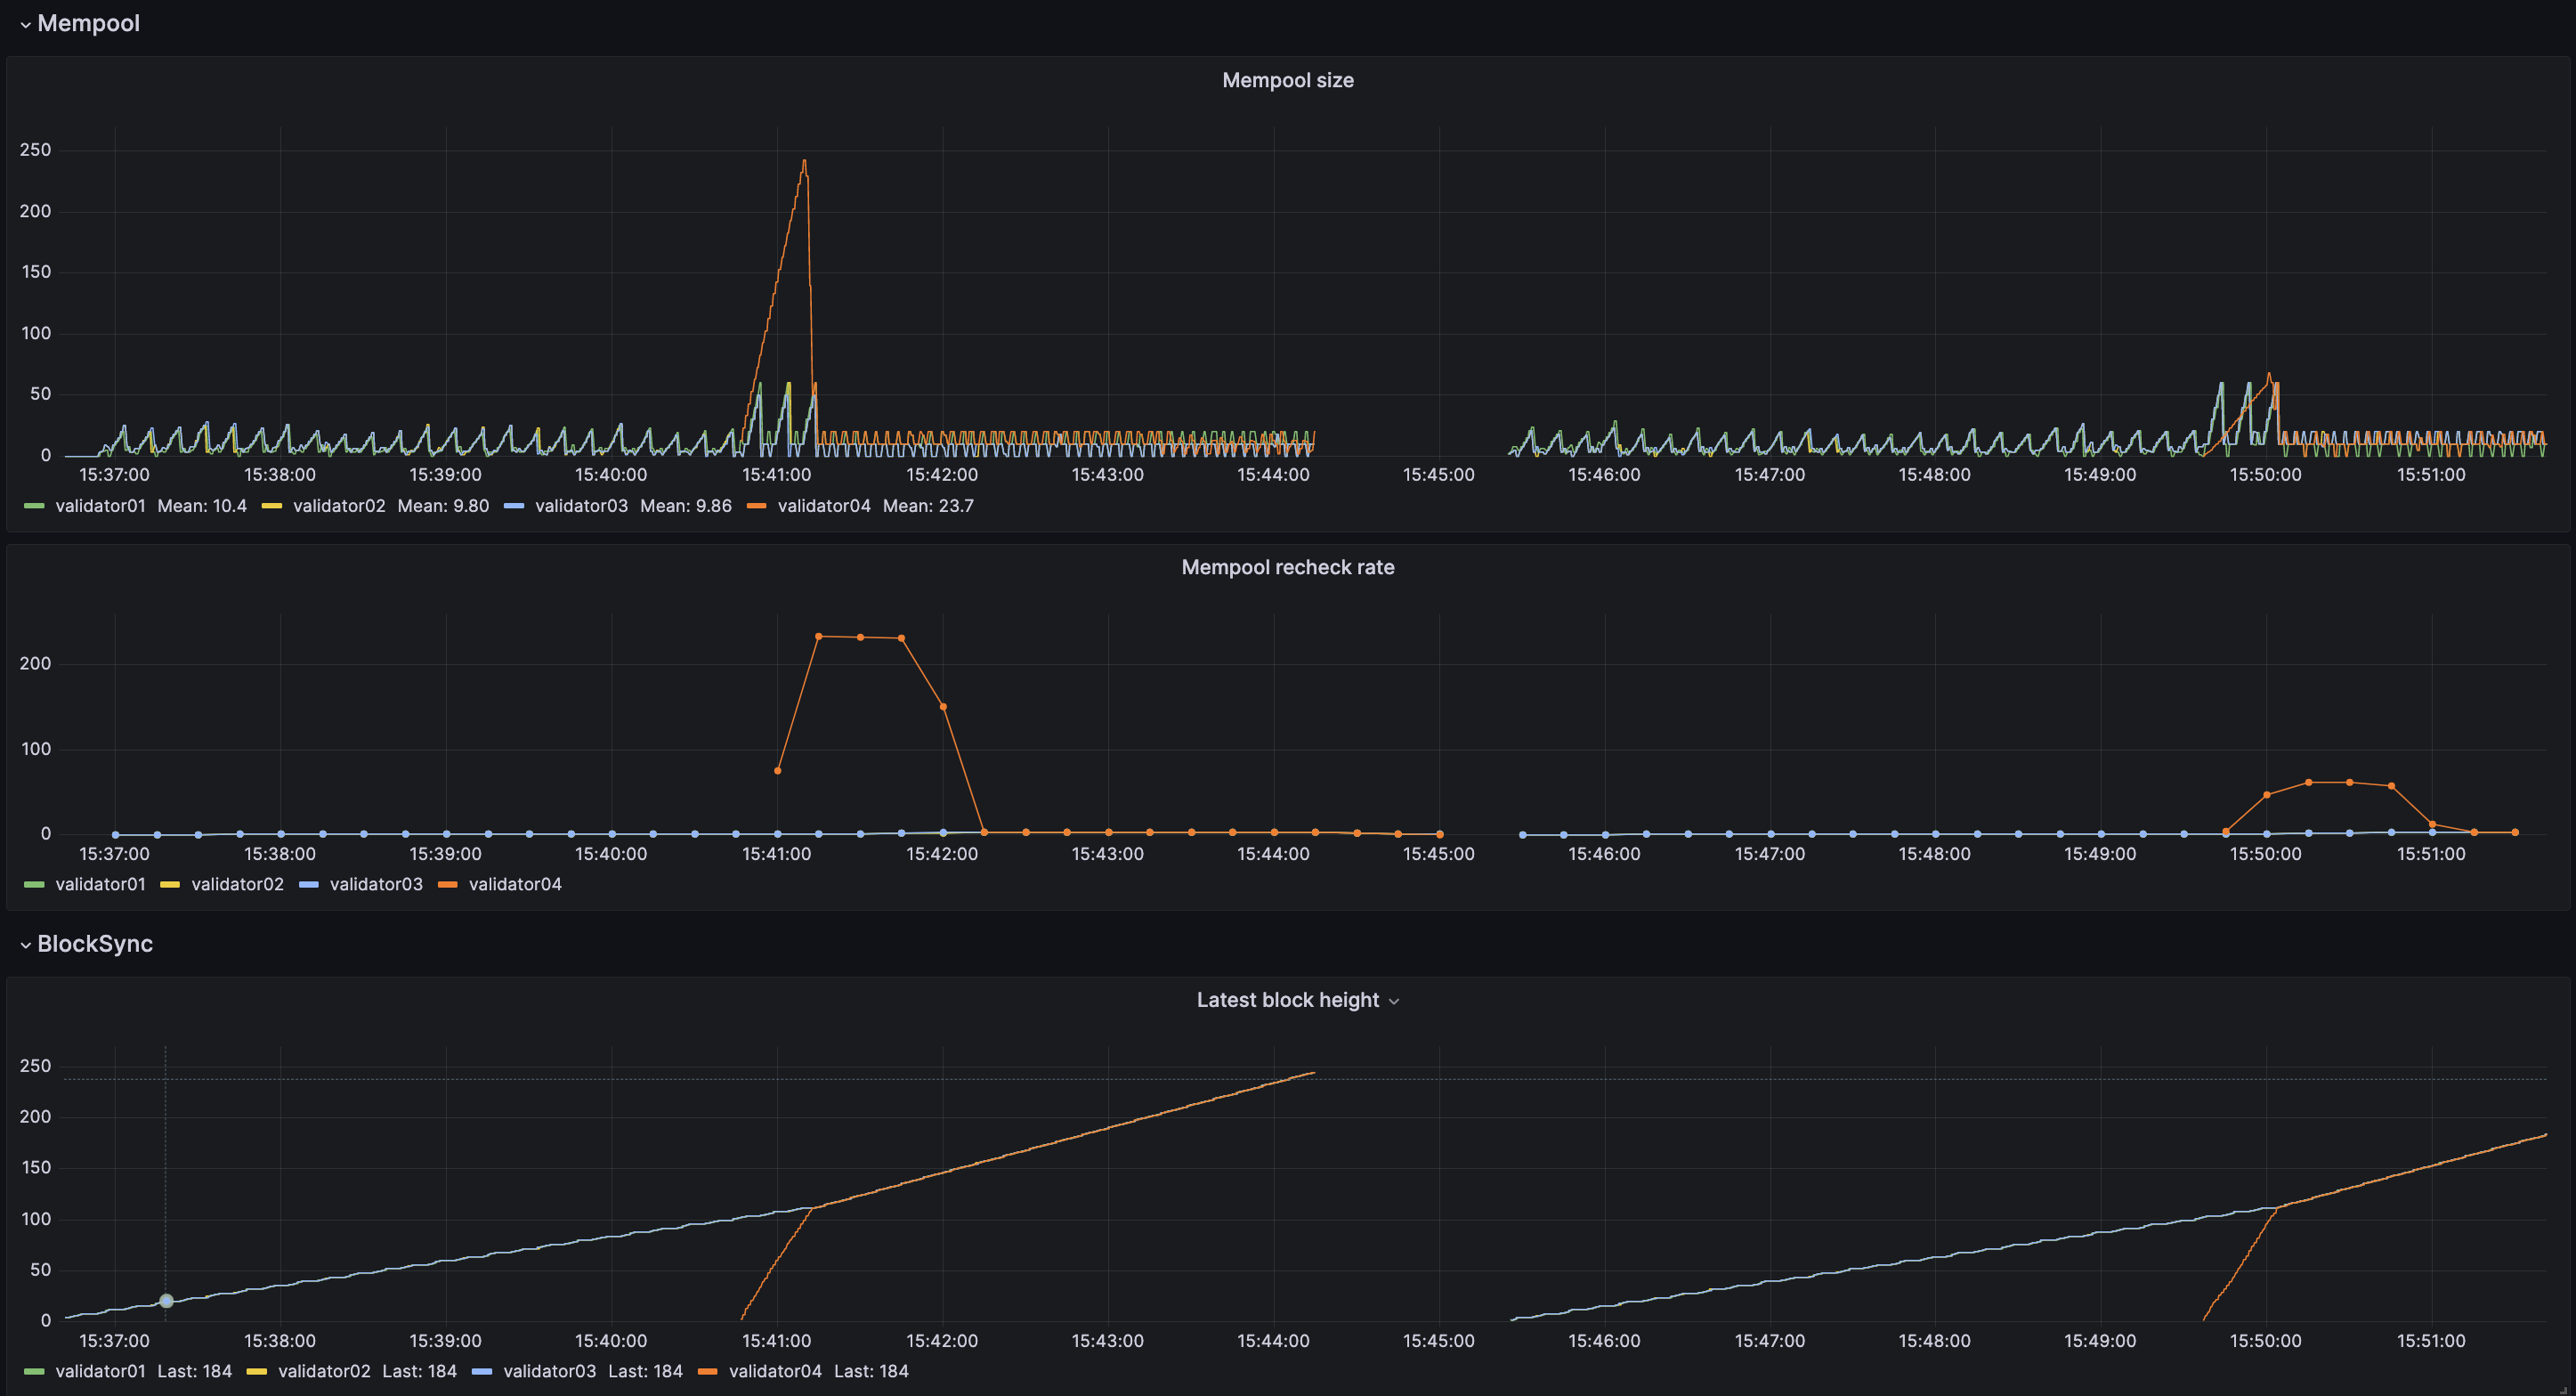 Mempool
Mempool size
250
200
150
100
50
0
15:37:00 15:38:00 15:39:00 15:40:00 15:41:00 15:42:00 15:43:00 15:44:00 15:45:00 15:46:00 15:47:00 15:48:00 15:49:00 15:50:00 15:51:00
validator01 Mean: 10.4 validator02 Mean: 9.80 validator03 Mean: 9.86 validator04 Mean: 23.7
Mempool recheck rate
200
100
0
15:37:00 15:38:00 15:39:00 15:40:00 15:41:00 15:42:00 15:43:00 15:44:00 15:45:00 15:46:00 15:47:00 15:48:00 15:49:00 15:50:00 15:51:00
validator01 validator02 validator03 validator04
BlockSync
Latest block height
250
200
150
100
50
0
15:37:00 15:38:00 15:39:00 15:40:00 15:41:00 15:42:00 15:43:00 15:44:00 15:45:00 15:46:00 15:47:00 15:48:00 15:49:00 15:50:00 15:51:00
validator01 Last: 184 validator02 Last: 184 validator03 Last: 184 validator04 Last: 184